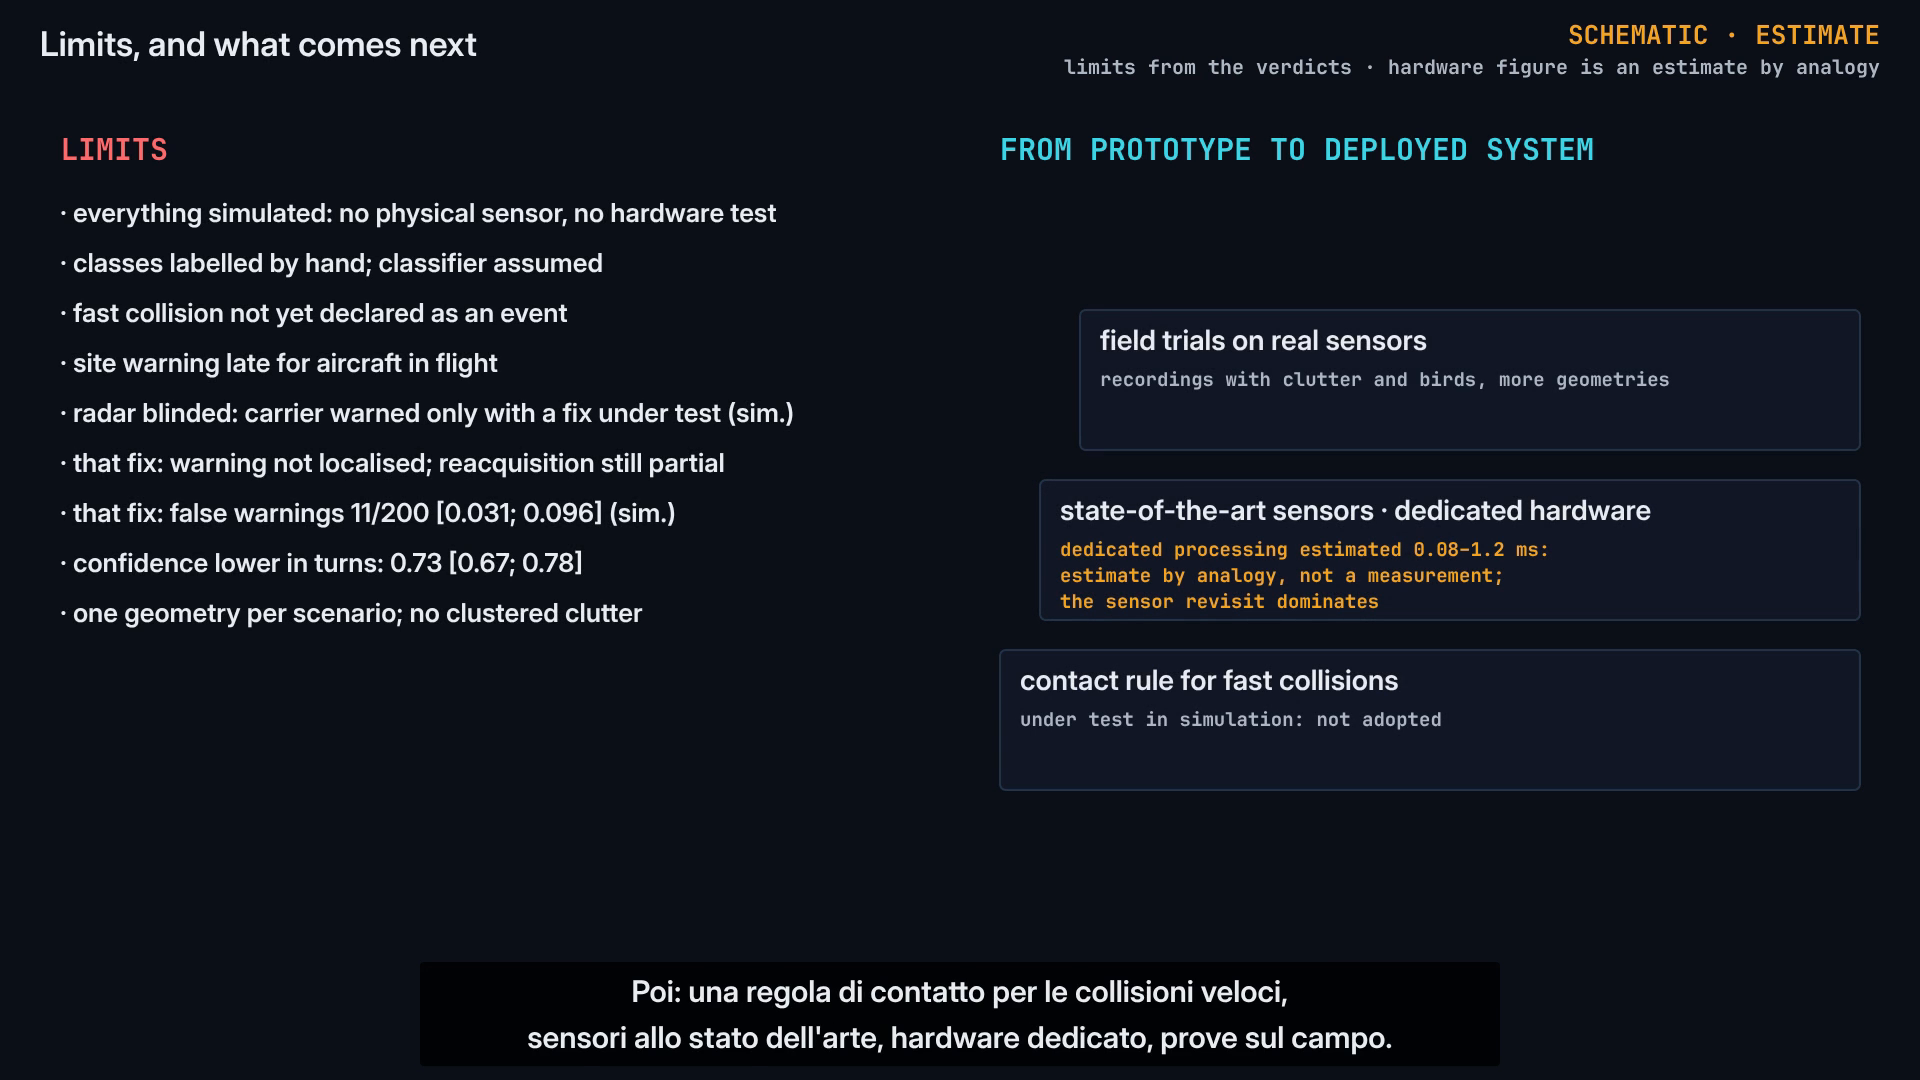 Limits, and what comes next
SCHEMATIC · ESTIMATE
limits from the verdicts · hardware figure is an estimate by analogy
LIMITS
· everything simulated: no physical sensor, no hardware test
· classes labelled by hand; classifier assumed
· fast collision not yet declared as an event
· site warning late for aircraft in flight
· radar blinded: carrier warned only with a fix under test (sim.)
· that fix: warning not localised; reacquisition still partial
· that fix: false warnings 11/200 [0.031; 0.096] (sim.)
· confidence lower in turns: 0.73 [0.67; 0.78]
· one geometry per scenario; no clustered clutter
FROM PROTOTYPE TO DEPLOYED SYSTEM
field trials on real sensors
recordings with clutter and birds, more geometries
state-of-the-art sensors · dedicated hardware
dedicated processing estimated 0.08–1.2 ms:
estimate by analogy, not a measurement;
the sensor revisit dominates
contact rule for fast collisions
under test in simulation: not adopted
Poi: una regola di contatto per le collisioni veloci,
sensori allo stato dell'arte, hardware dedicato, prove sul campo.